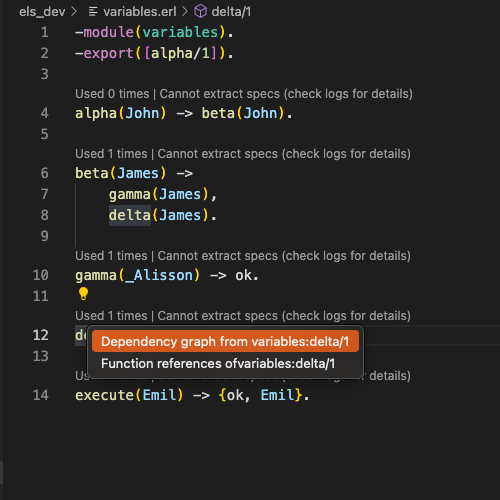 els_dev > variables.erl > delta/1
1 -module(variables).
2 -export([alpha/1]).
3
Used 0 times | Cannot extract specs (check logs for details)
4 alpha(John) -> beta(John).
5
Used 1 times | Cannot extract specs (check logs for details)
6 beta(James) ->
7 gamma(James),
8 delta(James).
9
Used 1 times | Cannot extract specs (check logs for details)
10 gamma(_Alisson) -> ok.
11
Used 1 times | Cannot extract specs (check logs for details)
12
Dependency graph from variables:delta/1
13
Function references ofvariables:delta/1
(check logs for details)
14 execute(Emil) -> {ok, Emil}.